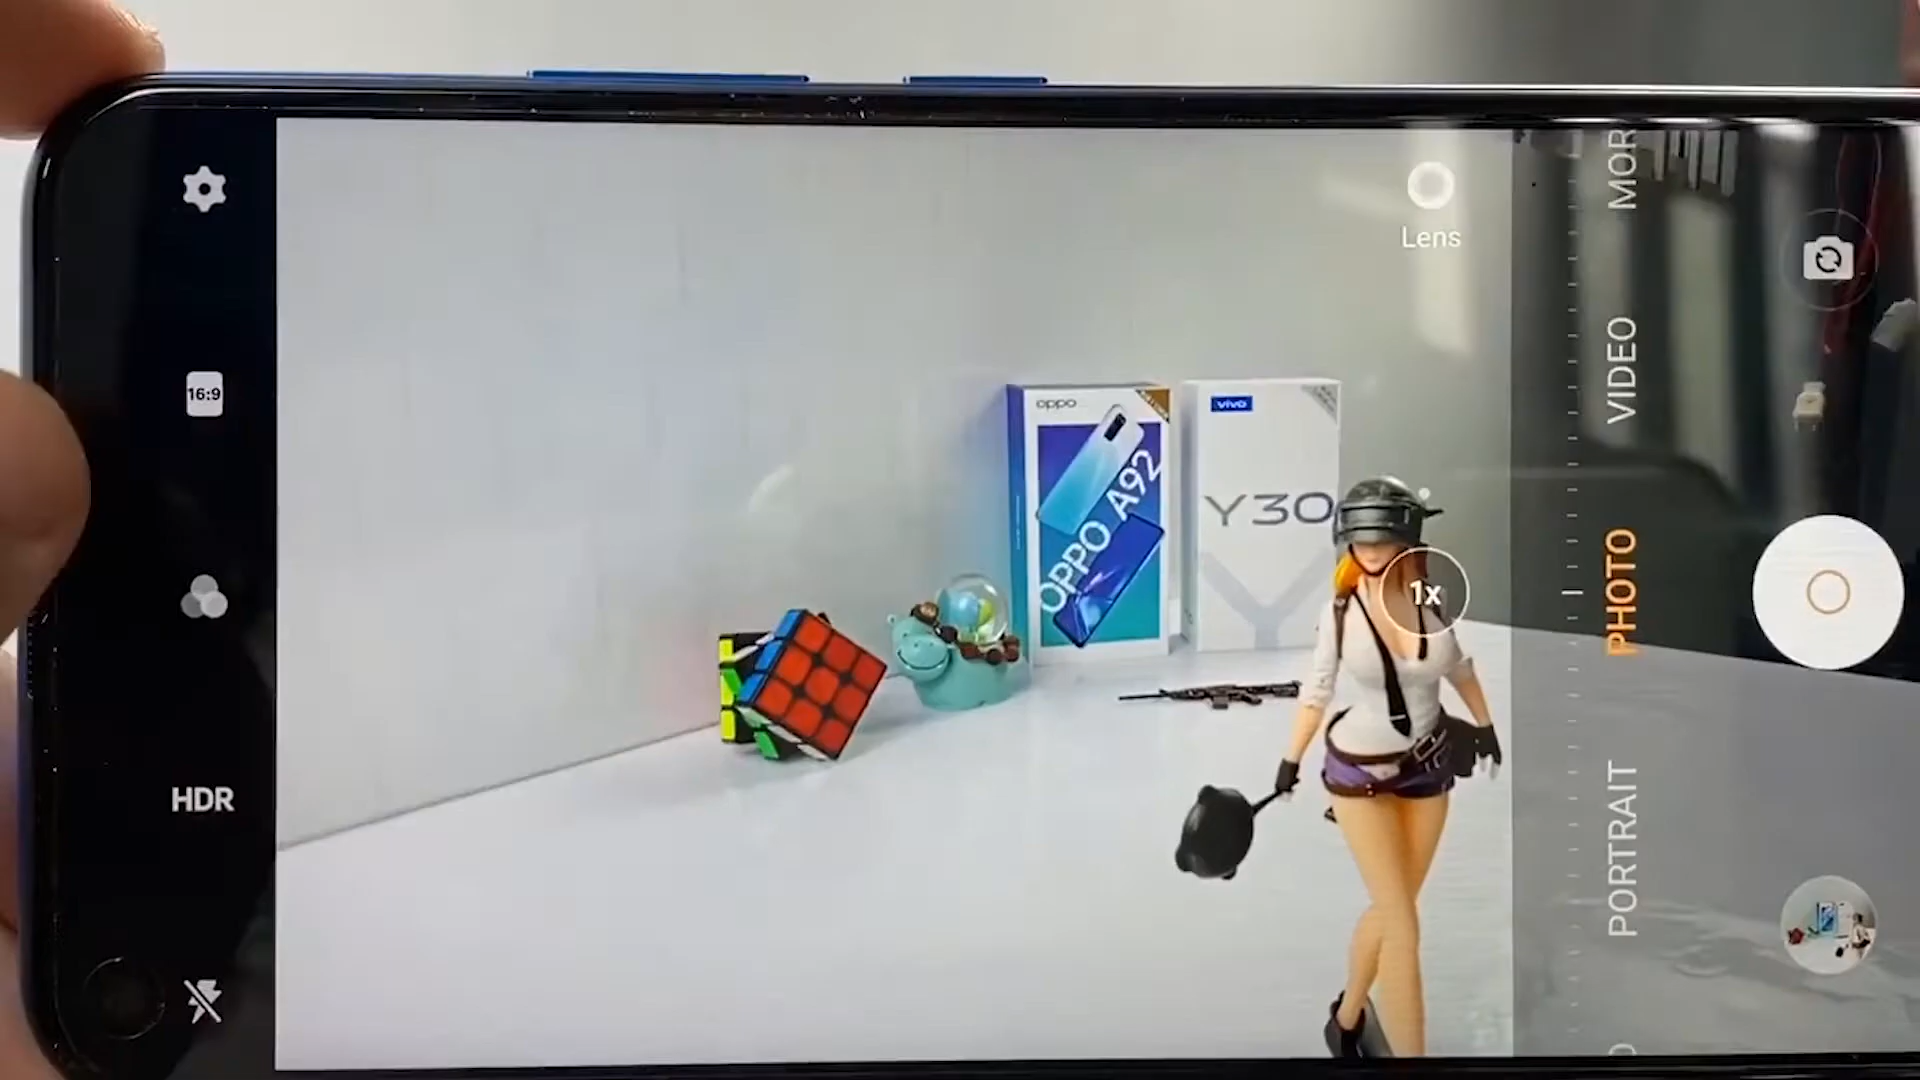 16:9
HDR
Lens
oppo
OPPO A92
vivo
Y30
1x
MOR
VIDEO
PHOTO
PORTRAIT